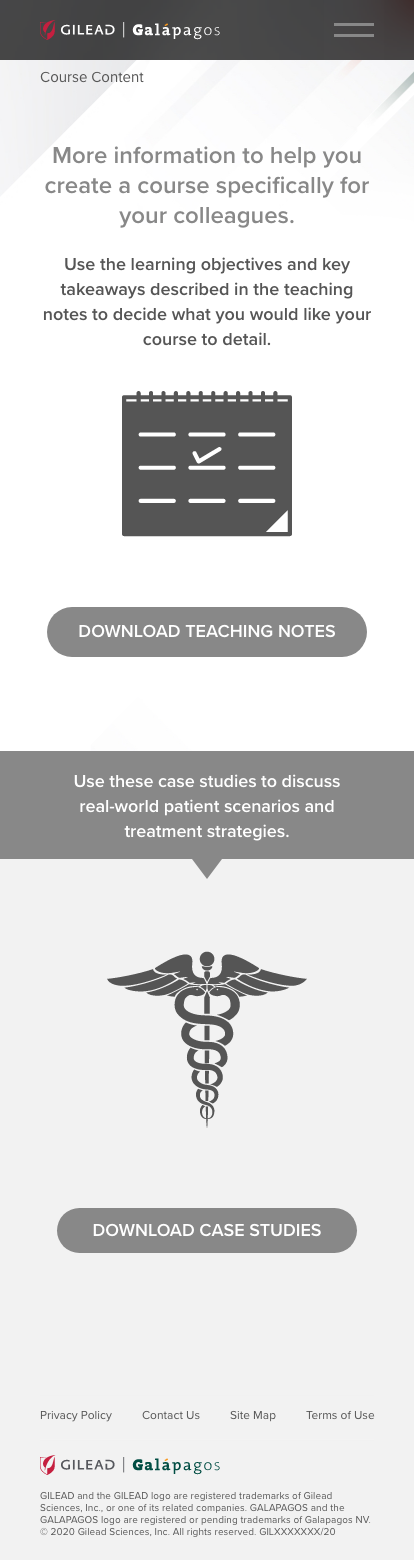 GILEAD | Galápagos
Course Content
More information to help you
create a course specifically for
your colleagues.
Use the learning objectives and key
takeaways described in the teaching
notes to decide what you would like your
course to detail.
DOWNLOAD TEACHING NOTES
Use these case studies to discuss
real-world patient scenarios and
treatment strategies.
DOWNLOAD CASE STUDIES
Privacy Policy Contact Us Site Map Terms of Use
GILEAD | Galápagos
GILEAD and the GILEAD logo are registered trademarks of Gilead
Sciences, Inc., or one of its related companies. GALAPAGOS and the
GALAPAGOS logo are registered or pending trademarks of Galapagos NV.
© 2020 Gilead Sciences, Inc. All rights reserved. GILXXXXXXX/20